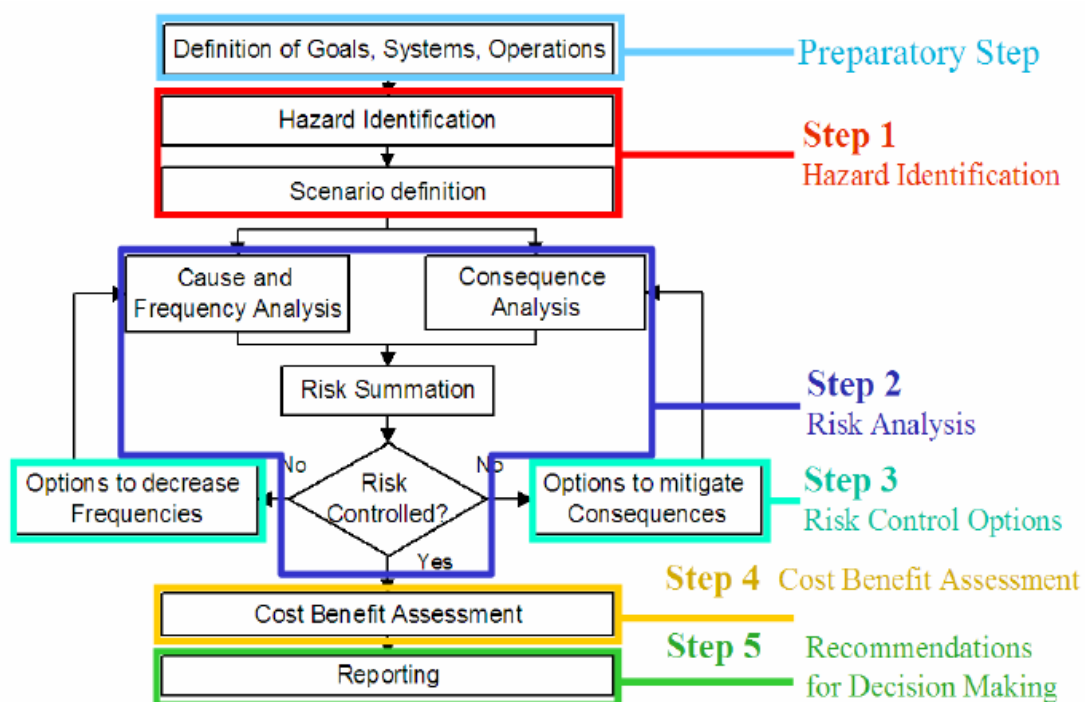 Definition of Goals, Systems, Operations
Preparatory Step
Hazard Identification
Step 1
Hazard Identification
Scenario definition
Cause and
Frequency Analysis
Consequence
Analysis
Risk Summation
Step 2
Risk Analysis
No
No
Options to decrease
Frequencies
Risk
Controlled?
Options to mitigate
Consequences
Step 3
Risk Control Options
Yes
Step 4 Cost Benefit Assessment
Cost Benefit Assessment
Step 5 Recommendations
for Decision Making
Reporting